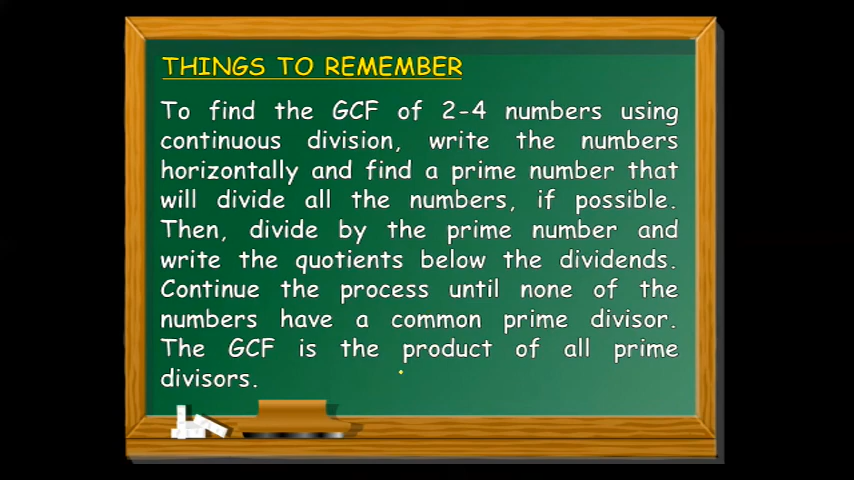 THINGS TO REMEMBER
To find the GCF of 2-4 numbers using
continuous division, write the numbers
horizontally and find a prime number that
will divide all the numbers, if possible.
Then, divide by the prime number and
write the quotients below the dividends.
Continue the process until none of the
numbers have a common prime divisor.
The GCF is the product of all prime
divisors.